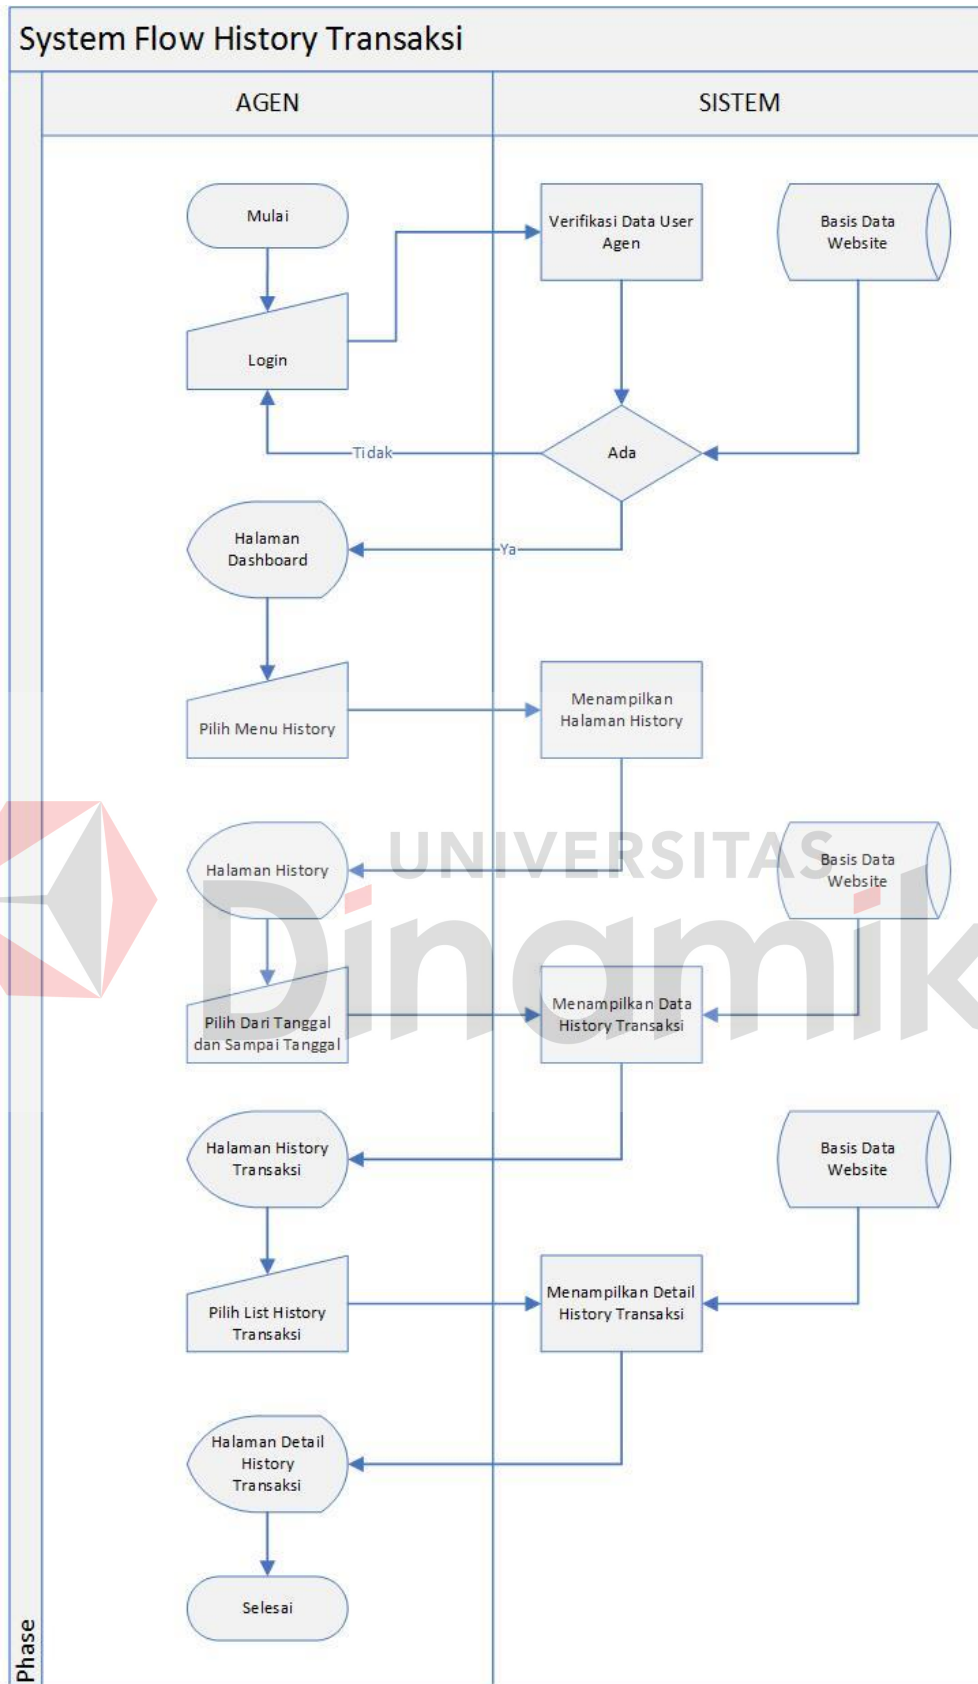 System Flow History Transaksi
AGEN
SISTEM
Mulai
Verifikasi Data User
Agen
Basis Data
Website
Login
Tidak
Ada
Halaman
Dashboard
Ya
Pilih Menu History
Menampilkan
Halaman History
UNIVERSITAS
Dinamik
Halaman History
Basis Data
Website
Pilih Dari Tanggal
dan Sampai Tanggal
Menampilkan Data
History Transaksi
Halaman History
Transaksi
Basis Data
Website
Pilih List History
Transaksi
Menampilkan Detail
History Transaksi
Halaman Detail
History
Transaksi
Selesai
Phase